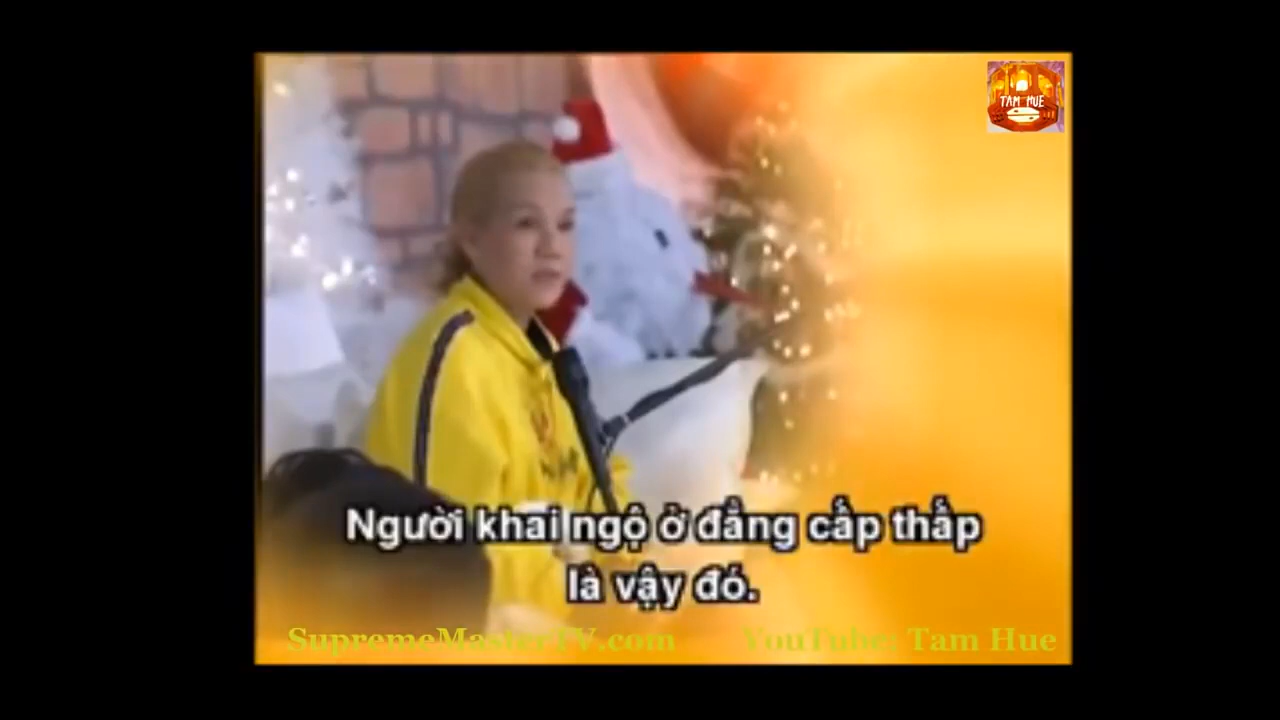 TAM HUE
Người khai ngộ ở đẳng cấp thấp
là vậy đó.
SupremeMasterTV.com YouTube: Tam Hue